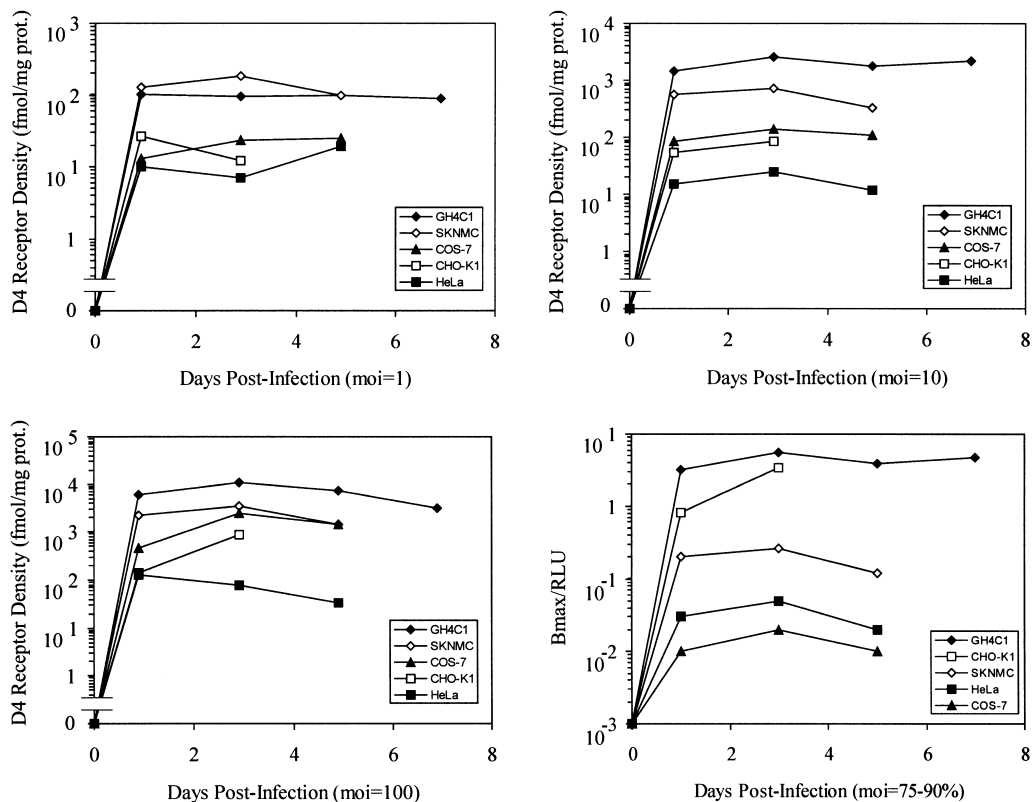 D4 Receptor Density (fmol/mg prot.)
10 3
10 2
10 1
1
0
0 2 4 6 8
Days Post-Infection (moi=1)
GH4C1
SKNMC
COS-7
CHO-K1
HeLa
D4 Receptor Density (fmol/mg prot.)
10 4
10 3
10 2
10 1
1
0
0 2 4 6 8
Days Post-Infection (moi=10)
GH4C1
SKNMC
COS-7
CHO-K1
HeLa
D4 Receptor Density (fmol/mg prot.)
10 5
10 4
10 3
10 2
10 1
1
0
0 2 4 6 8
Days Post-Infection (moi=100)
GH4C1
SKNMC
COS-7
CHO-K1
HeLa
Bmax/RLU
10 1
1
10 -1
10 -2
10 -3
0 2 4 6 8
Days Post-Infection (moi=75-90%)
GH4C1
CHO-K1
SKNMC
HeLa
COS-7